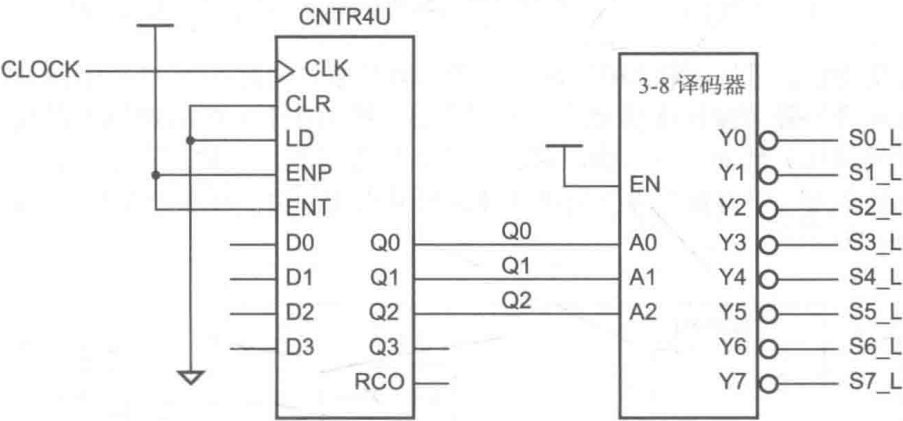 CNTR4U
CLOCK
CLK
CLR
LD
ENP
ENT
D0
D1
D2
D3
Q0
Q1
Q2
Q3
RCO
Q0
Q1
Q2
3-8 译码器
EN
A0
A1
A2
Y0
Y1
Y2
Y3
Y4
Y5
Y6
Y7
S0_L
S1_L
S2_L
S3_L
S4_L
S5_L
S6_L
S7_L